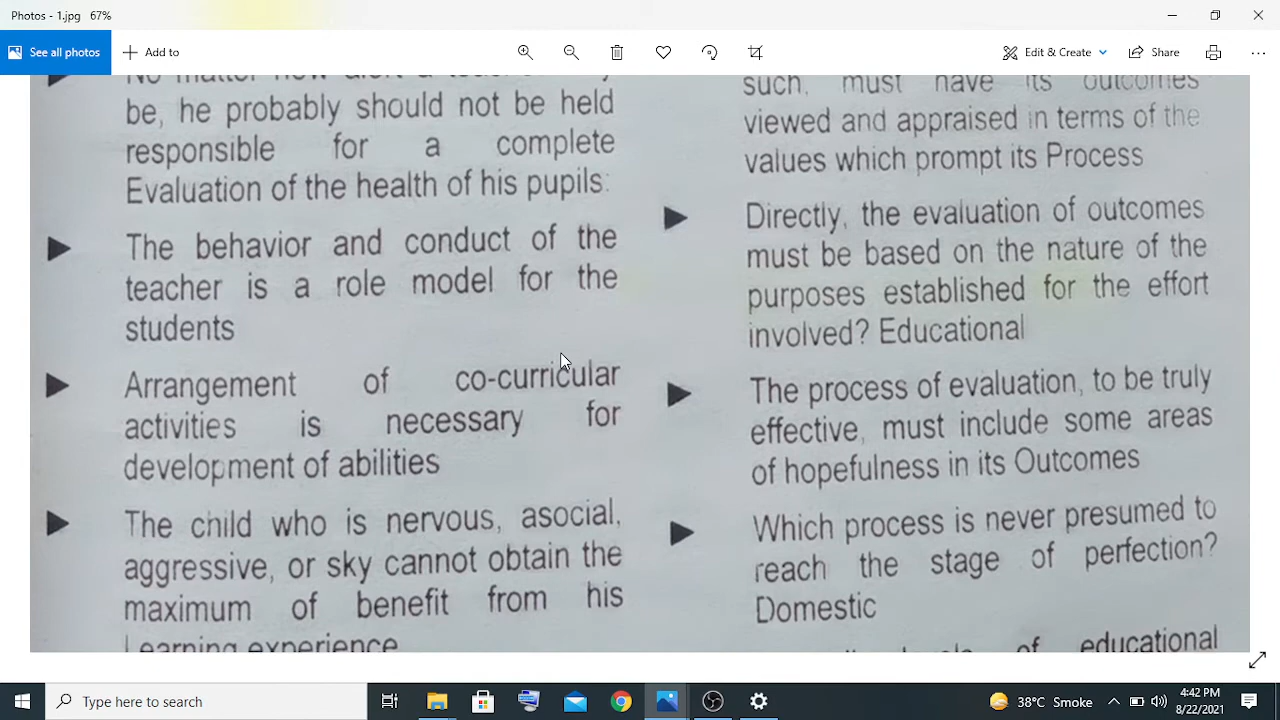 Photos - 1.jpg 67%
See all photos
Add to
Edit & Create
Share
be, he probably should not be held
responsible for a complete
Evaluation of the health of his pupils:
The behavior and conduct of the
teacher is a role model for the
students
Arrangement of co-curricular
activities is necessary for
development of abilities
The child who is nervous, asocial,
aggressive, or sky cannot obtain the
maximum of benefit from his
Learning experience
such, must have its outcomes
viewed and appraised in terms of the
values which prompt its Process
Directly, the evaluation of outcomes
must be based on the nature of the
purposes established for the effort
involved? Educational
The process of evaluation, to be truly
effective, must include some areas
of hopefulness in its Outcomes
Which process is never presumed to
reach the stage of perfection?
Domestic
of educational
Type here to search
38°C Smoke
4:42 PM
8/22/2021